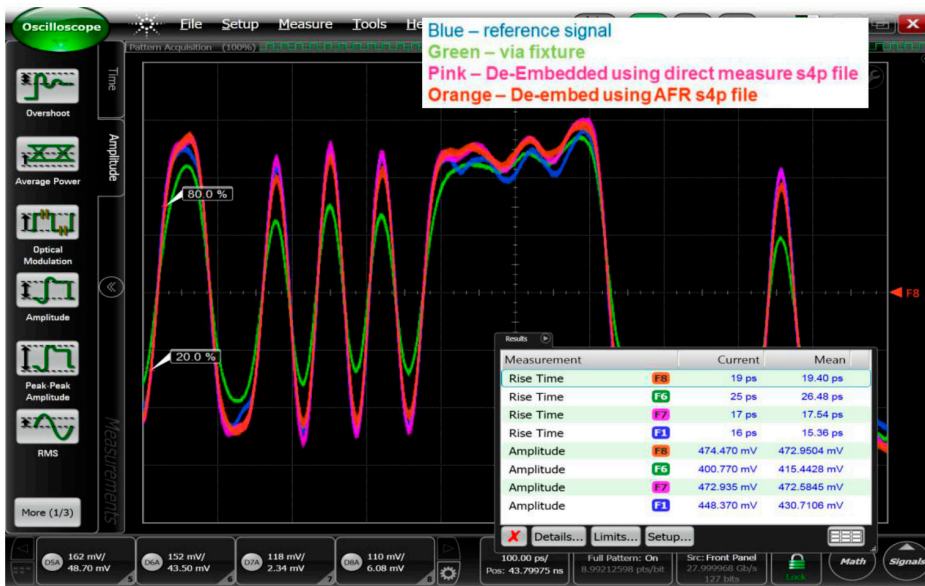 Oscilloscope
File Setup Measure Tools He
Blue – reference signal
Green – via fixture
Pink – De-Embedded using direct measure s4p file
Orange – De-embed using AFR s4p file
Pattern Acquisition (100%)
Time
Amplitude
Measurements
Overshoot
Average Power
Optical
Modulation
Amplitude
Peak-Peak
Amplitude
RMS
More (1/3)
80.0 %
20.0 %
F8
Results
Measurement Current Mean
Rise Time F8 19 ps 19.40 ps
Rise Time F6 25 ps 26.48 ps
Rise Time F7 17 ps 17.54 ps
Rise Time F1 16 ps 15.36 ps
Amplitude F8 474.470 mV 472.9504 mV
Amplitude F6 400.770 mV 415.4428 mV
Amplitude F7 472.935 mV 472.5845 mV
Amplitude F1 448.370 mV 430.7106 mV
Details... Limits... Setup...
D5A 162 mV/ 48.70 mV 5
D6A 152 mV/ 43.50 mV 6
D7A 118 mV/ 2.34 mV 7
D8A 110 mV/ 6.08 mV 8
100.00 ps/
Pos: 43.79975 ns
Full Pattern: On
8.99212598 pts/bit
Src: Front Panel
27.999968 Gb/s
127 bits
Lock
Math
Signals